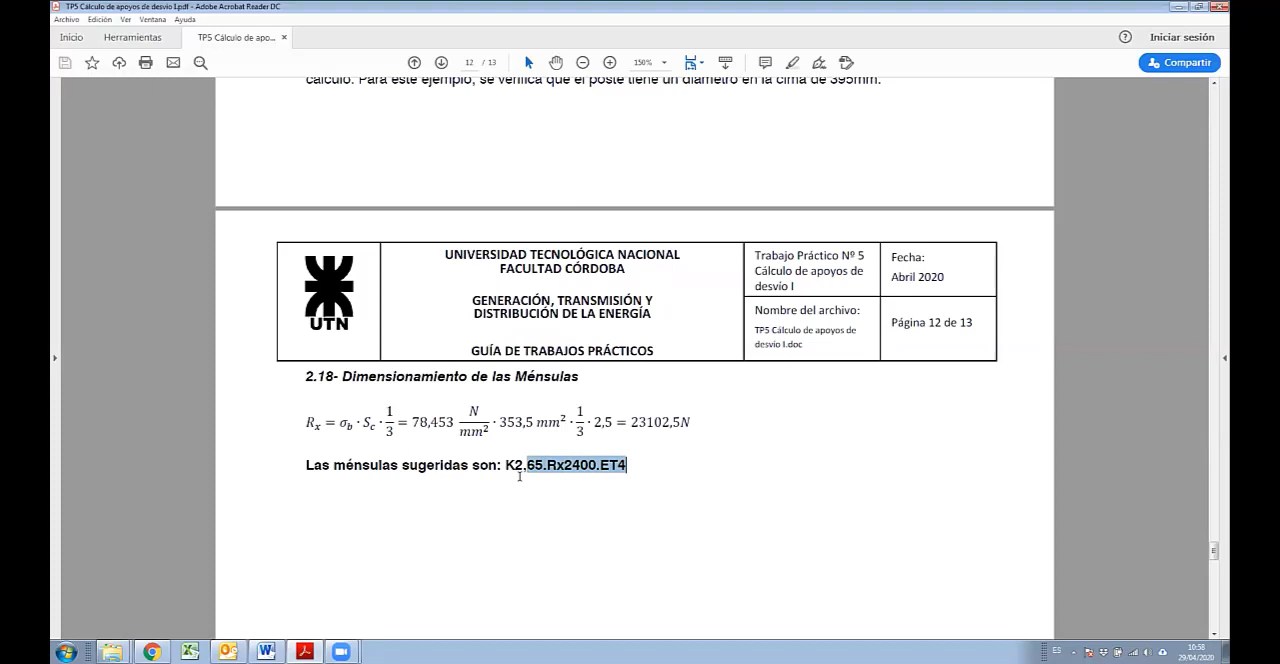 TP5 Cálculo de apoyos de desvío I.pdf - Adobe Acrobat Reader DC
Archivo Edición Ver Ventana Ayuda
Inicio Herramientas TP5 Cálculo de apo... × Iniciar sesión
12 / 13 150% Compartir
cálculo. Para este ejemplo, se verifica que el poste tiene un diámetro en la cima de 395mm.
UTN
UNIVERSIDAD TECNOLÓGICA NACIONAL
FACULTAD CÓRDOBA
GENERACIÓN, TRANSMISIÓN Y
DISTRIBUCIÓN DE LA ENERGÍA
GUÍA DE TRABAJOS PRÁCTICOS
Trabajo Práctico Nº 5
Cálculo de apoyos de
desvío I
Nombre del archivo:
TP5 Cálculo de apoyos de
desvío I.doc
Fecha:
Abril 2020
Página 12 de 13
2.18- Dimensionamiento de las Ménsulas
Rₓ = σ_b · S_c · 1/3 = 78,453 N/mm² · 353,5 mm² · 1/3 · 2,5 = 23102,5N
Las ménsulas sugeridas son: K2.65.Rx2400.ET4
ES
10:58
29/04/2020